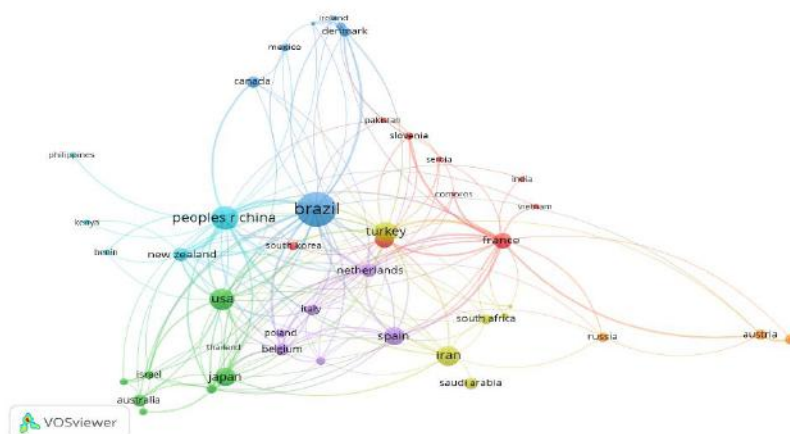 ireland
denmark
mexico
canada
pakistan
slovenia
philippines
serbia
india
comoros
vietnam
brazil
peoples r china
kenya
turkey
france
south korea
benin
new zealand
netherlands
usa
italy
south africa
poland
spain
russia
austria
thailand
belgium
iran
israel
japan
saudi arabia
australia
VOSviewer